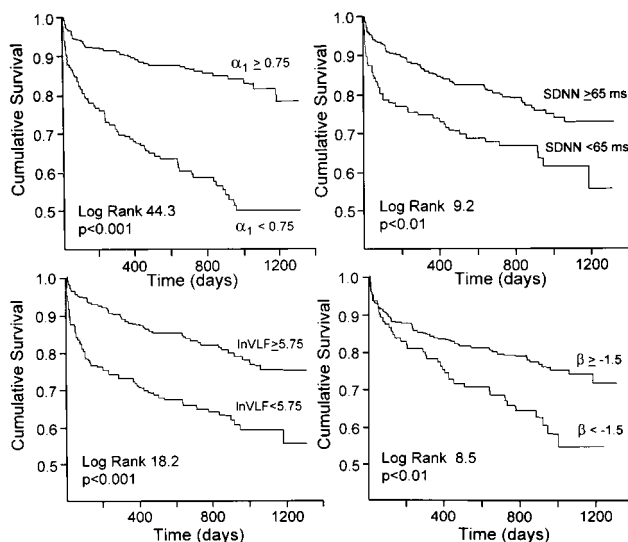 Cumulative Survival
1.0
0.9
0.8
0.7
0.6
0.5
α1 ≥ 0.75
α1 < 0.75
Log Rank 44.3
p<0.001
400 800 1200
Time (days)
Cumulative Survival
1.0
0.9
0.8
0.7
0.6
0.5
SDNN ≥65 ms
SDNN <65 ms
Log Rank 9.2
p<0.01
400 800 1200
Time (days)
Cumulative Survival
1.0
0.9
0.8
0.7
0.6
0.5
lnVLF≥5.75
lnVLF<5.75
Log Rank 18.2
p<0.001
400 800 1200
Time (days)
Cumulative Survival
1.0
0.9
0.8
0.7
0.6
0.5
β ≥ -1.5
β < -1.5
Log Rank 8.5
p<0.01
400 800 1200
Time (days)